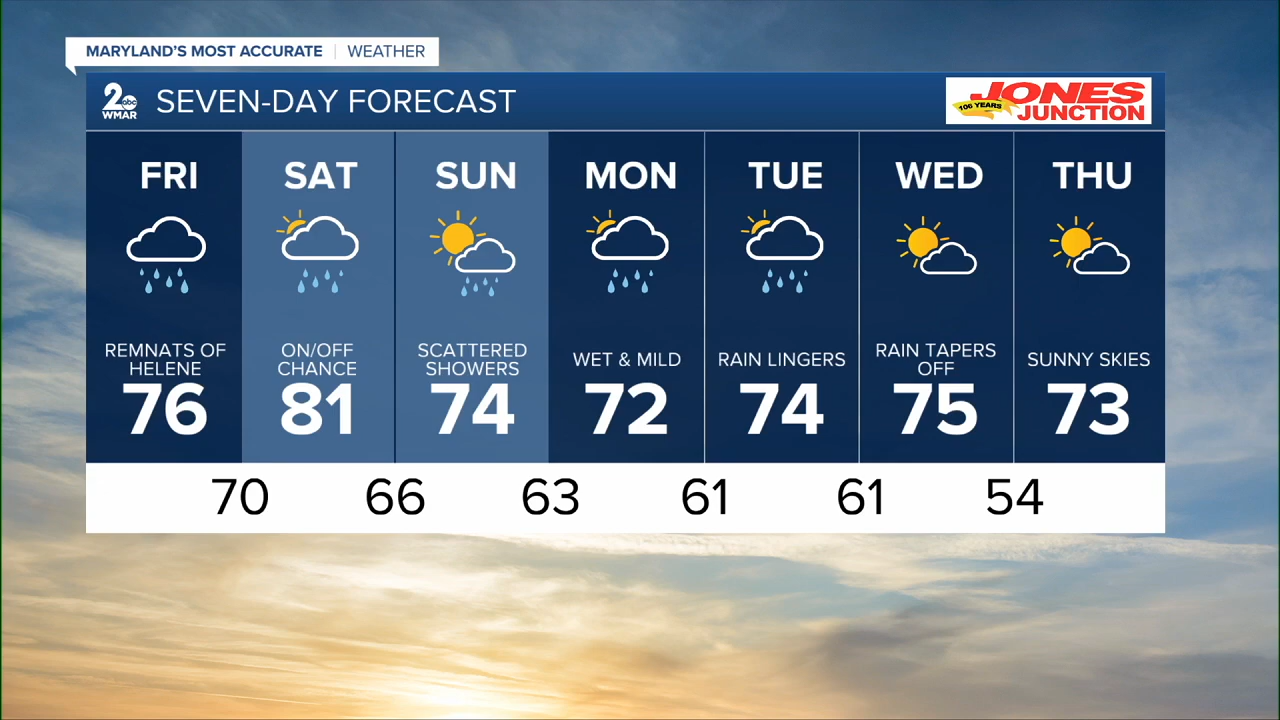 MARYLAND'S MOST ACCURATE | WEATHER
2 abc
WMAR
SEVEN-DAY FORECAST
JONES
106 YEARS
JUNCTION
FRI
SAT
SUN
MON
TUE
WED
THU
REMNATS OF
HELENE
ON/OFF
CHANCE
SCATTERED
SHOWERS
WET & MILD
RAIN LINGERS
RAIN TAPERS
OFF
SUNNY SKIES
76
81
74
72
74
75
73
70
66
63
61
61
54